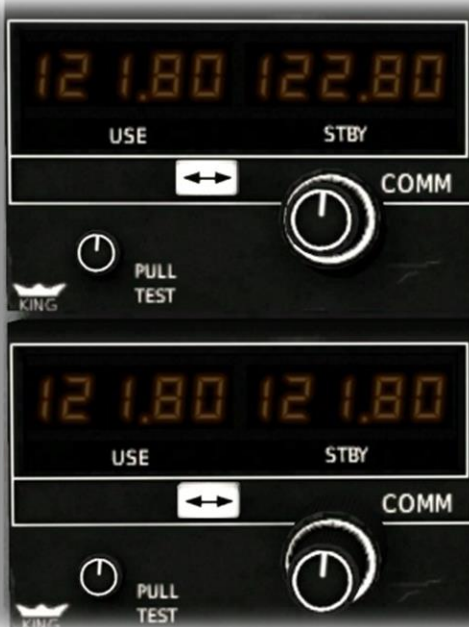 121.80 122.80
USE STBY
COMM
PULL
TEST
KING
121.80 121.80
USE STBY
COMM
PULL
TEST
KING